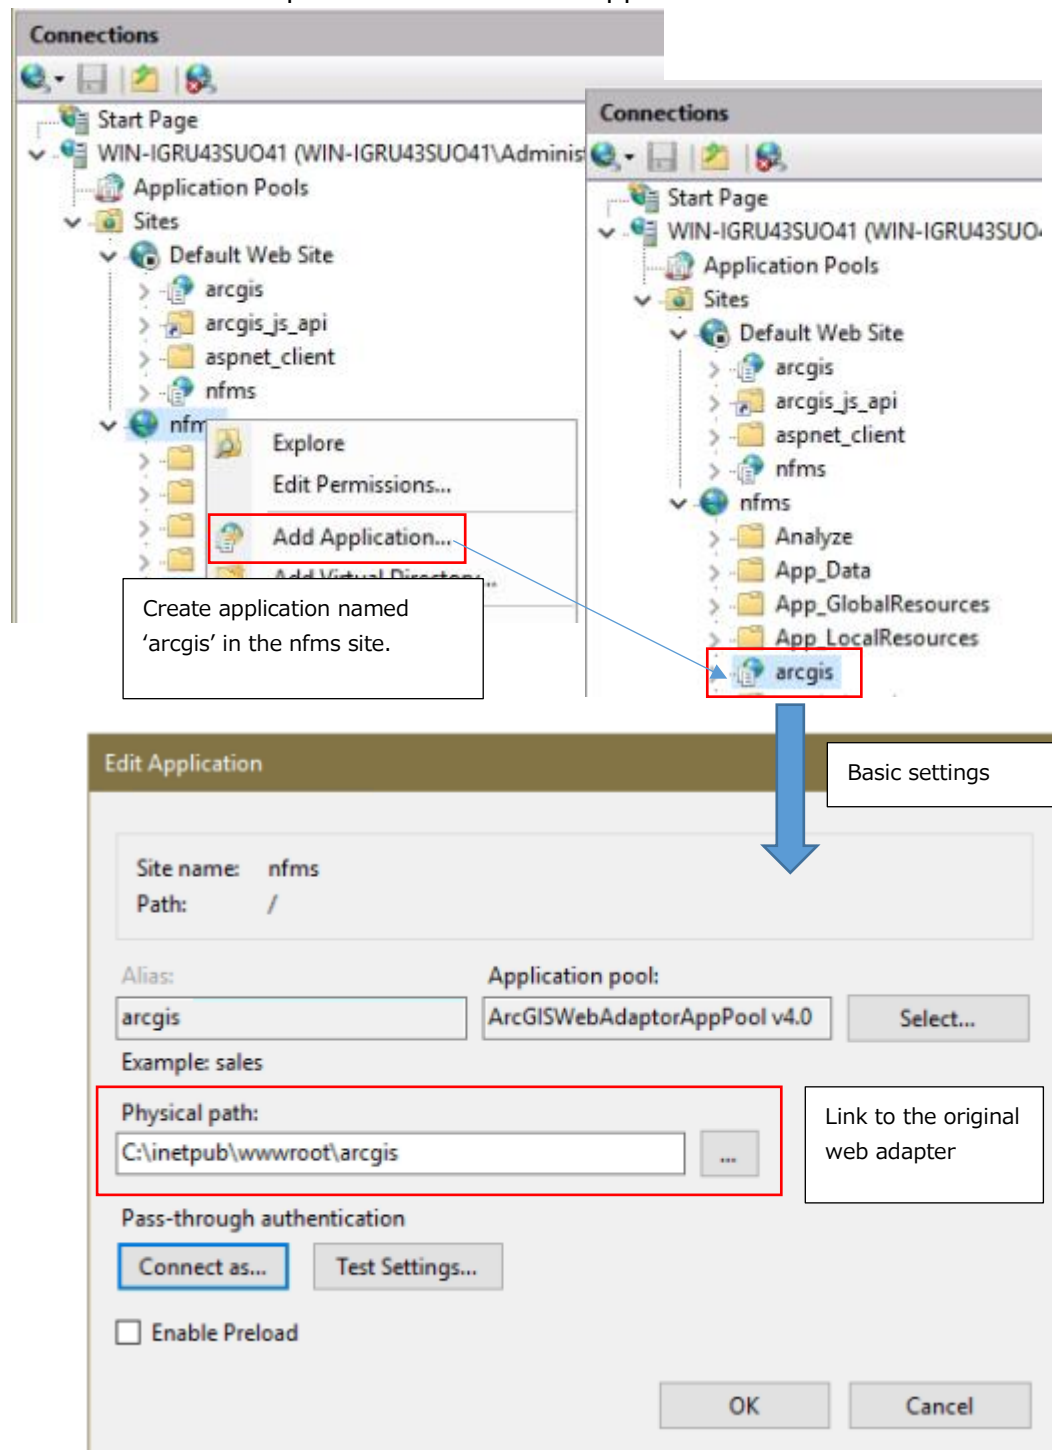 Connections
Start Page
WIN-IGRU43SUO41 (WIN-IGRU43SUO41\Adminis
Application Pools
Sites
Default Web Site
arcgis
arcgis_js_api
aspnet_client
nfms
nfm
Explore
Edit Permissions...
Add Application...
Add Virtual Directory...
Create application named
‘arcgis’ in the nfms site.
Connections
Start Page
WIN-IGRU43SUO41 (WIN-IGRU43SUO
Application Pools
Sites
Default Web Site
arcgis
arcgis_js_api
aspnet_client
nfms
nfms
Analyze
App_Data
App_GlobalResources
App_LocalResources
arcgis
Edit Application
Basic settings
Site name: nfms
Path: /
Alias:
Application pool:
arcgis
ArcGISWebAdaptorAppPool v4.0
Select...
Example: sales
Physical path:
C:\inetpub\wwwroot\arcgis
...
Link to the original
web adapter
Pass-through authentication
Connect as...
Test Settings...
Enable Preload
OK
Cancel